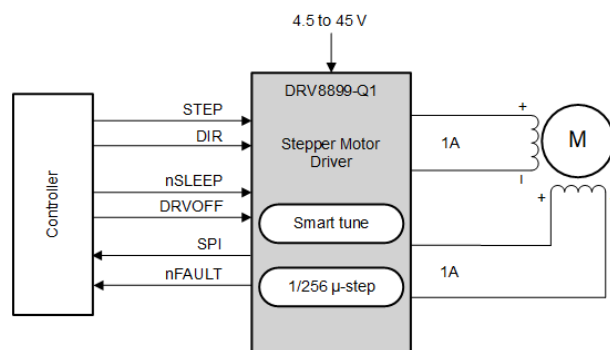 4.5 to 45 V
DRV8899-Q1
Stepper Motor
Driver
Controller
STEP
DIR
nSLEEP
DRVOFF
SPI
nFAULT
Smart tune
1/256 µ-step
1A
+
M
–
+
1A